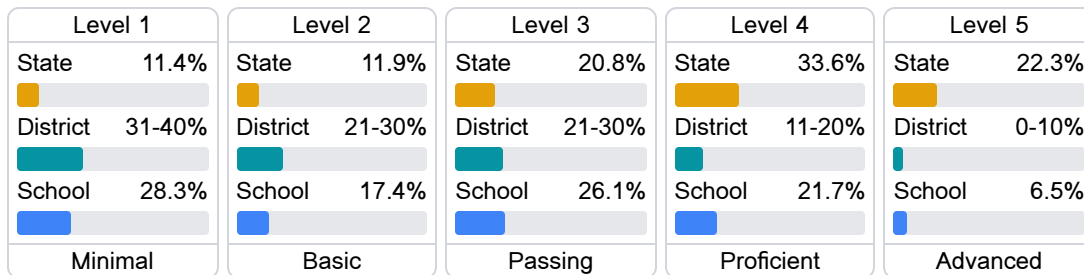 Level 1
State 11.4%
District 31-40%
School 28.3%
Minimal
Level 2
State 11.9%
District 21-30%
School 17.4%
Basic
Level 3
State 20.8%
District 21-30%
School 26.1%
Passing
Level 4
State 33.6%
District 11-20%
School 21.7%
Proficient
Level 5
State 22.3%
District 0-10%
School 6.5%
Advanced